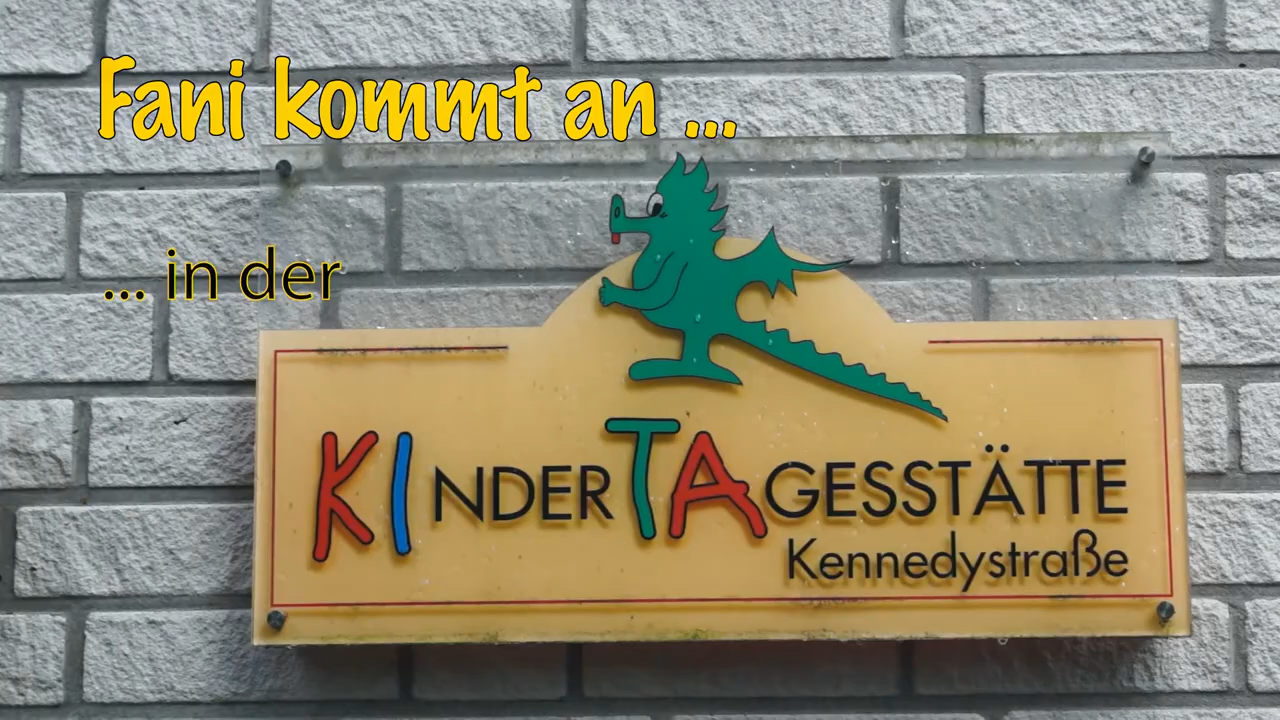 Fani kommt an ...
... in der
KINDERTAGESSTÄTTE
Kennedystraße